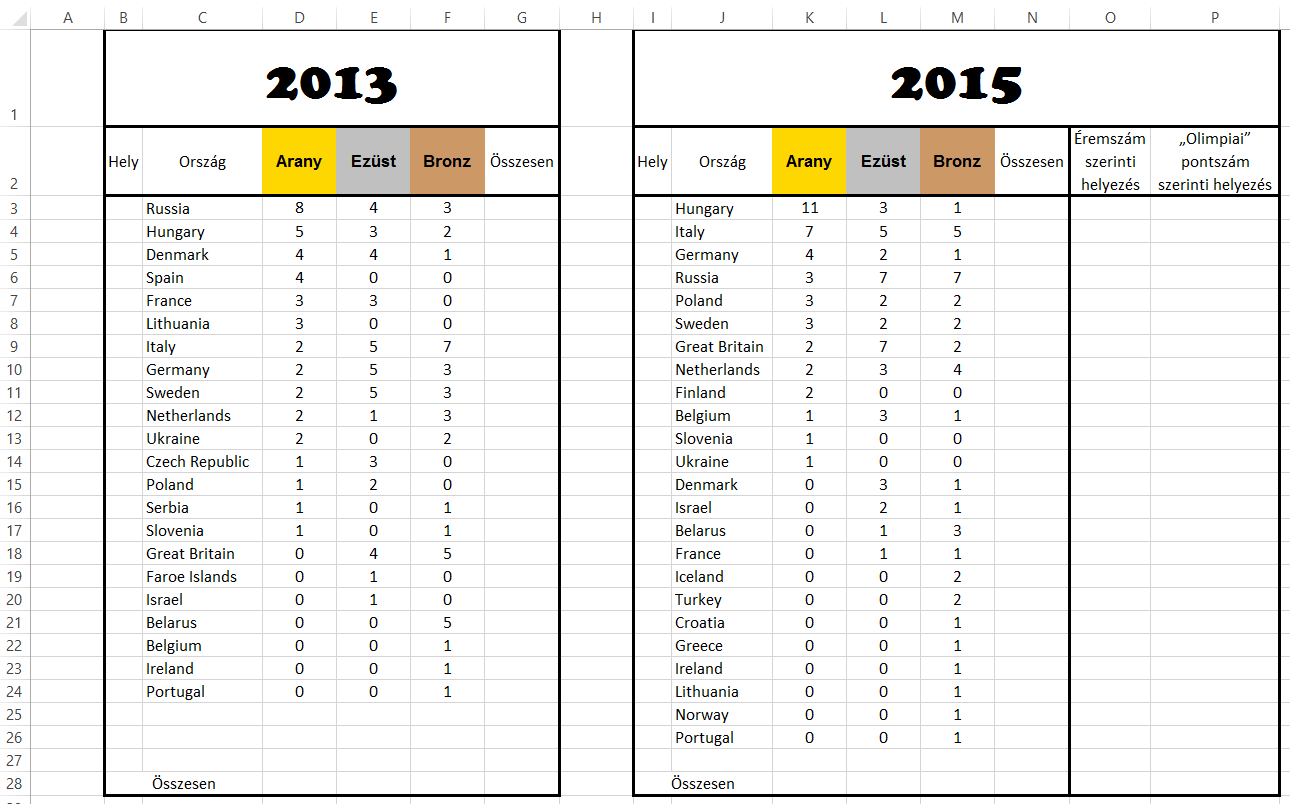 A B C D E F G H I J K L M N O P
1 2013 2015
2 Hely Ország Arany Ezüst Bronz Összesen Hely Ország Arany Ezüst Bronz Összesen Éremszám szerinti helyezés „Olimpiai” pontszám szerinti helyezés
3 Russia 8 4 3 Hungary 11 3 1
4 Hungary 5 3 2 Italy 7 5 5
5 Denmark 4 4 1 Germany 4 2 1
6 Spain 4 0 0 Russia 3 7 7
7 France 3 3 0 Poland 3 2 2
8 Lithuania 3 0 0 Sweden 3 2 2
9 Italy 2 5 7 Great Britain 2 7 2
10 Germany 2 5 3 Netherlands 2 3 4
11 Sweden 2 5 3 Finland 2 0 0
12 Netherlands 2 1 3 Belgium 1 3 1
13 Ukraine 2 0 2 Slovenia 1 0 0
14 Czech Republic 1 3 0 Ukraine 1 0 0
15 Poland 1 2 0 Denmark 0 3 1
16 Serbia 1 0 1 Israel 0 2 1
17 Slovenia 1 0 1 Belarus 0 1 3
18 Great Britain 0 4 5 France 0 1 1
19 Faroe Islands 0 1 0 Iceland 0 0 2
20 Israel 0 1 0 Turkey 0 0 2
21 Belarus 0 0 5 Croatia 0 0 1
22 Belgium 0 0 1 Greece 0 0 1
23 Ireland 0 0 1 Ireland 0 0 1
24 Portugal 0 0 1 Lithuania 0 0 1
25 Norway 0 0 1
26 Portugal 0 0 1
27
28 Összesen Összesen